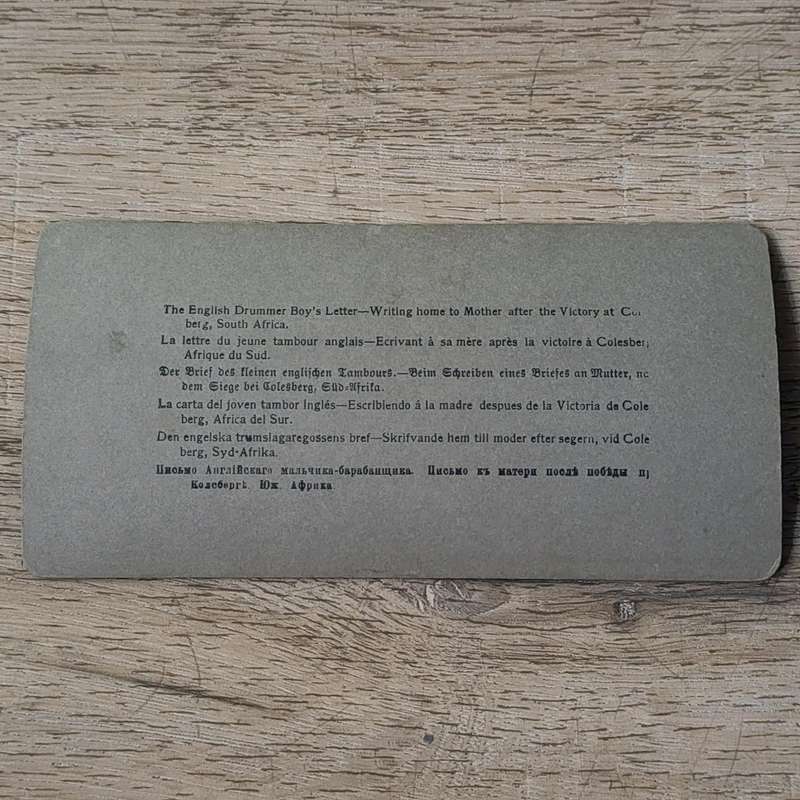 The English Drummer Boy's Letter—Writing home to Mother after the Victory at
berg, South Africa.
La lettre du jeune tambour anglais—Ecrivant à sa mère après la victoire à Colesber
Afrique du Sud.
Der Brief des kleinen englischen Tambours.—Beim Schreiben eines Briefes an Mutter,
dem Siege bei Colesberg, Süd=Afrika.
La carta del joven tambor Inglés—Escribiendo á la madre despues de la Victoria de Cole
berg, Africa del Sur.
Den engelska trumslagaregossens bref—Skrifvande hem till moder efter segern, vid Cole
berg, Syd-Afrika.
Письмо Англійскаго мальчика-барабанщика. Письмо къ матери послѣ побѣды
Колсбергѣ. Юж. Африка